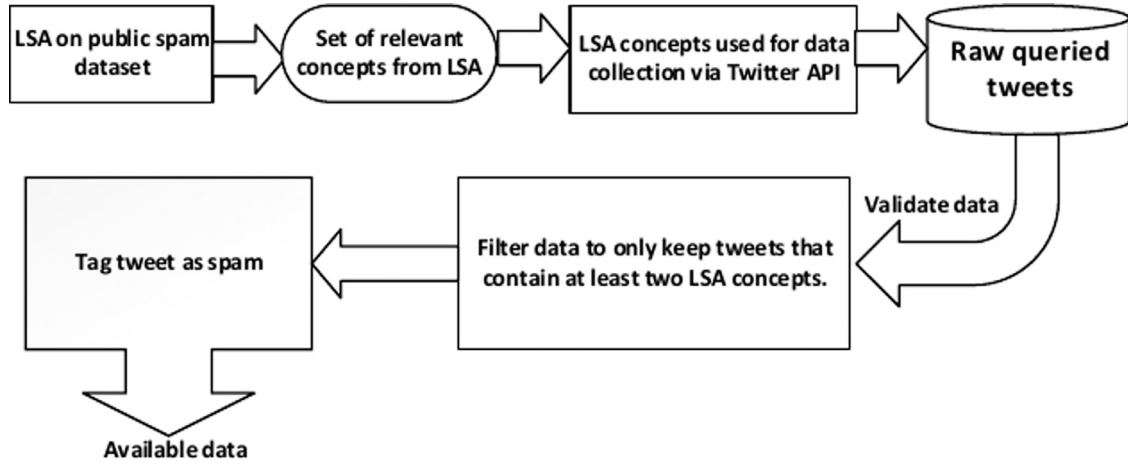 LSA on public spam
dataset
Set of relevant
concepts from LSA
LSA concepts used for data
collection via Twitter API
Raw queried
tweets
Validate data
Filter data to only keep tweets that
contain at least two LSA concepts.
Tag tweet as spam
Available data